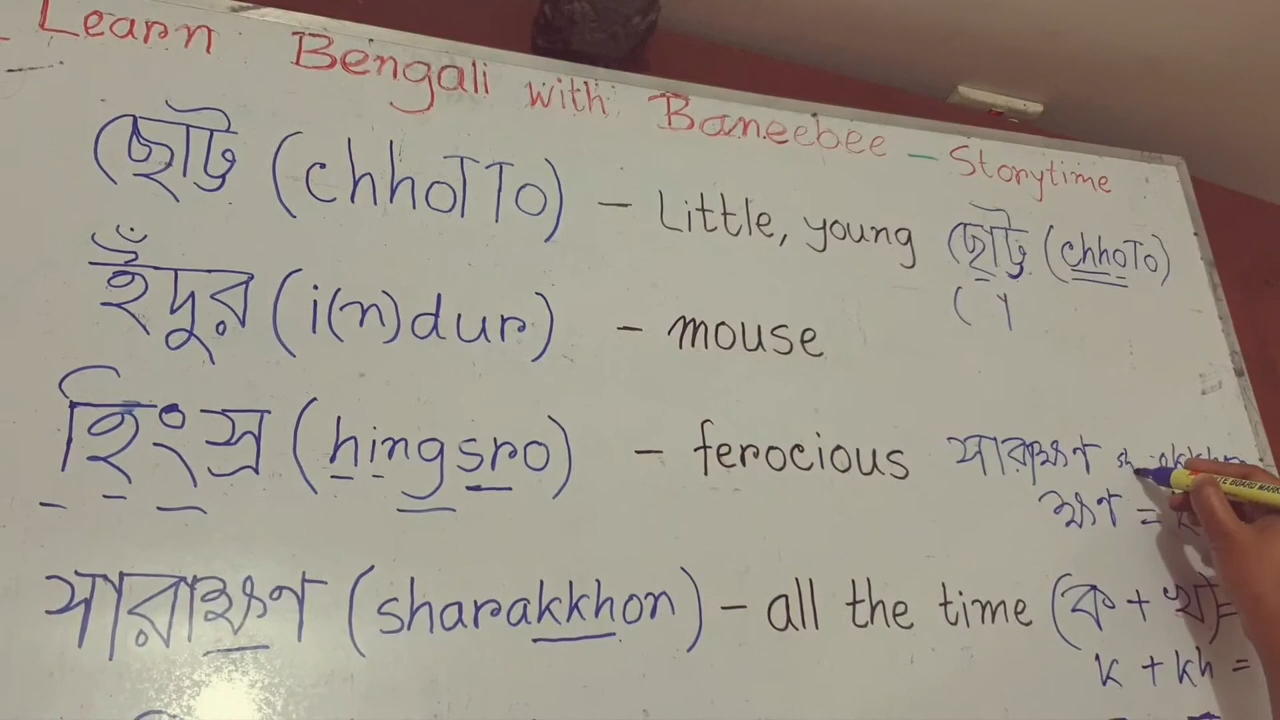 Learn Bengali with Baneebee - Storytime
ছোট্ট (chhoTTo) - Little, young ছোট্ট (chhoTo)
ইঁদুর (i(n)dur) - mouse
হিংস্র (hingsro) - ferocious সারাক্ষণ
ক্ষণ =
সারাক্ষণ (sharakkhon) - all the time (ক + খ) =
k + kh =